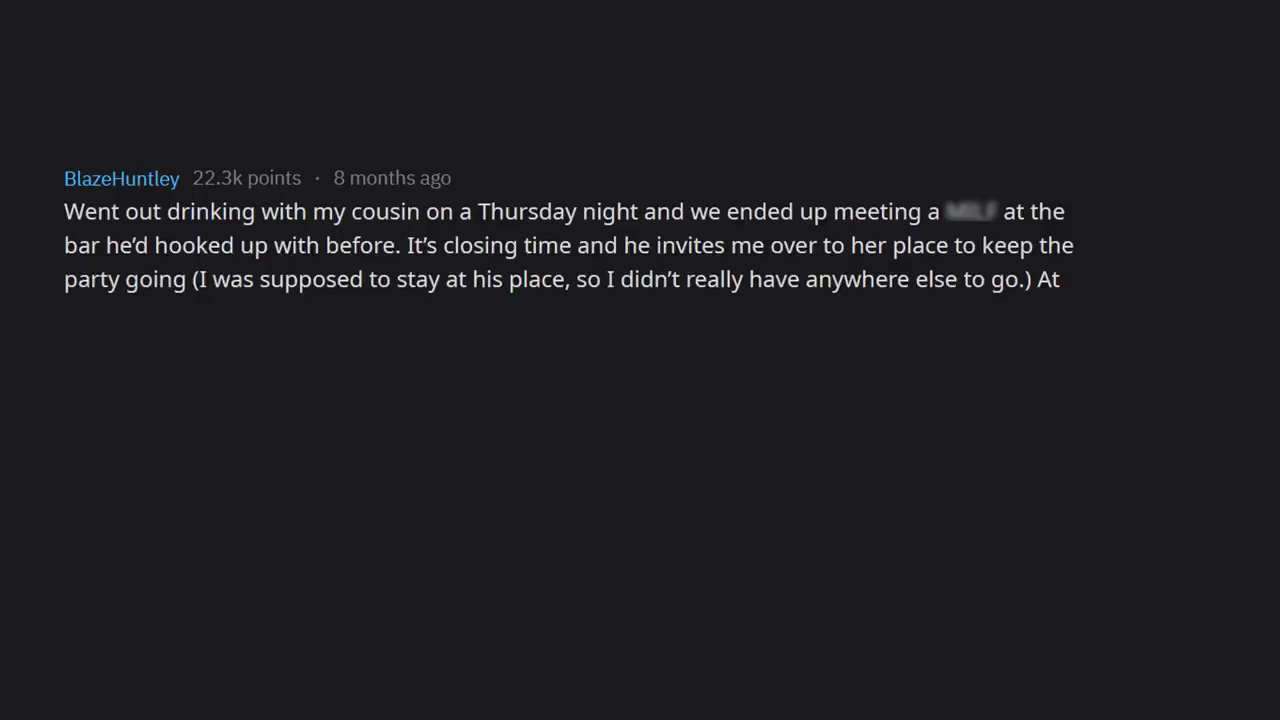 BlazeHuntley 22.3k points · 8 months ago
Went out drinking with my cousin on a Thursday night and we ended up meeting a at the
bar he’d hooked up with before. It’s closing time and he invites me over to her place to keep the
party going (I was supposed to stay at his place, so I didn’t really have anywhere else to go.) At